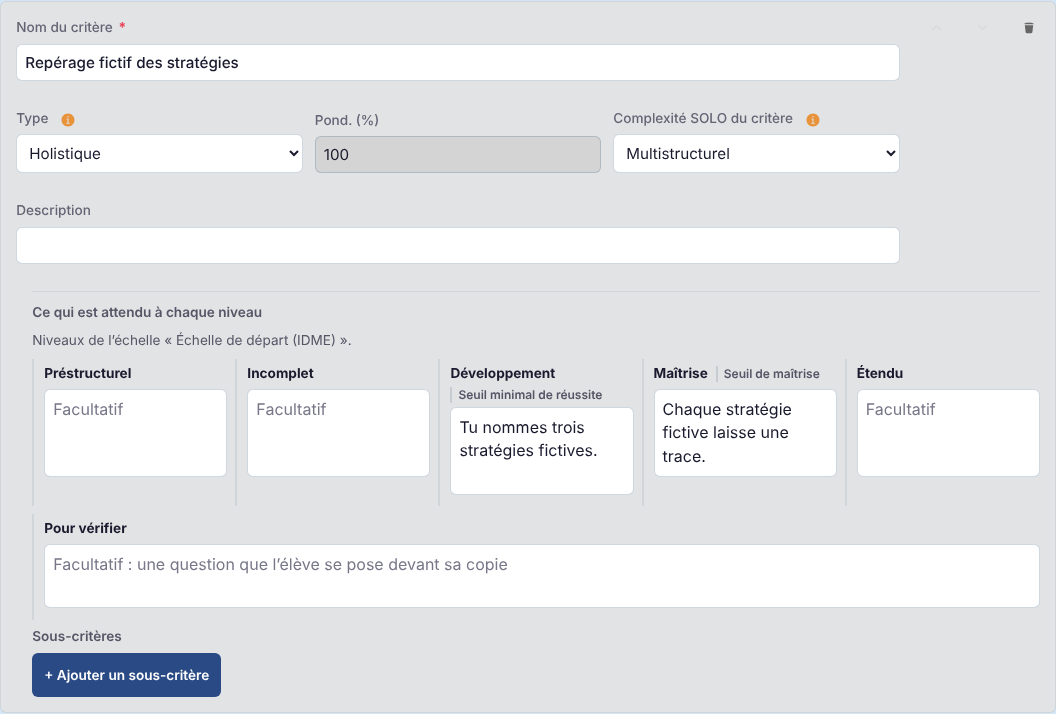 Nom du critère *
Repérage fictif des stratégies
Type
Pond. (%)
Complexité SOLO du critère
Holistique
100
Multistructurel
Description
Ce qui est attendu à chaque niveau
Niveaux de l’échelle « Échelle de départ (IDME) ».
Préstructurel
Facultatif
Incomplet
Facultatif
Développement
Seuil minimal de réussite
Tu nommes trois
stratégies fictives.
Maîtrise
Seuil de maîtrise
Chaque stratégie
fictive laisse une
trace.
Étendu
Facultatif
Pour vérifier
Facultatif : une question que l’élève se pose devant sa copie
Sous-critères
+ Ajouter un sous-critère